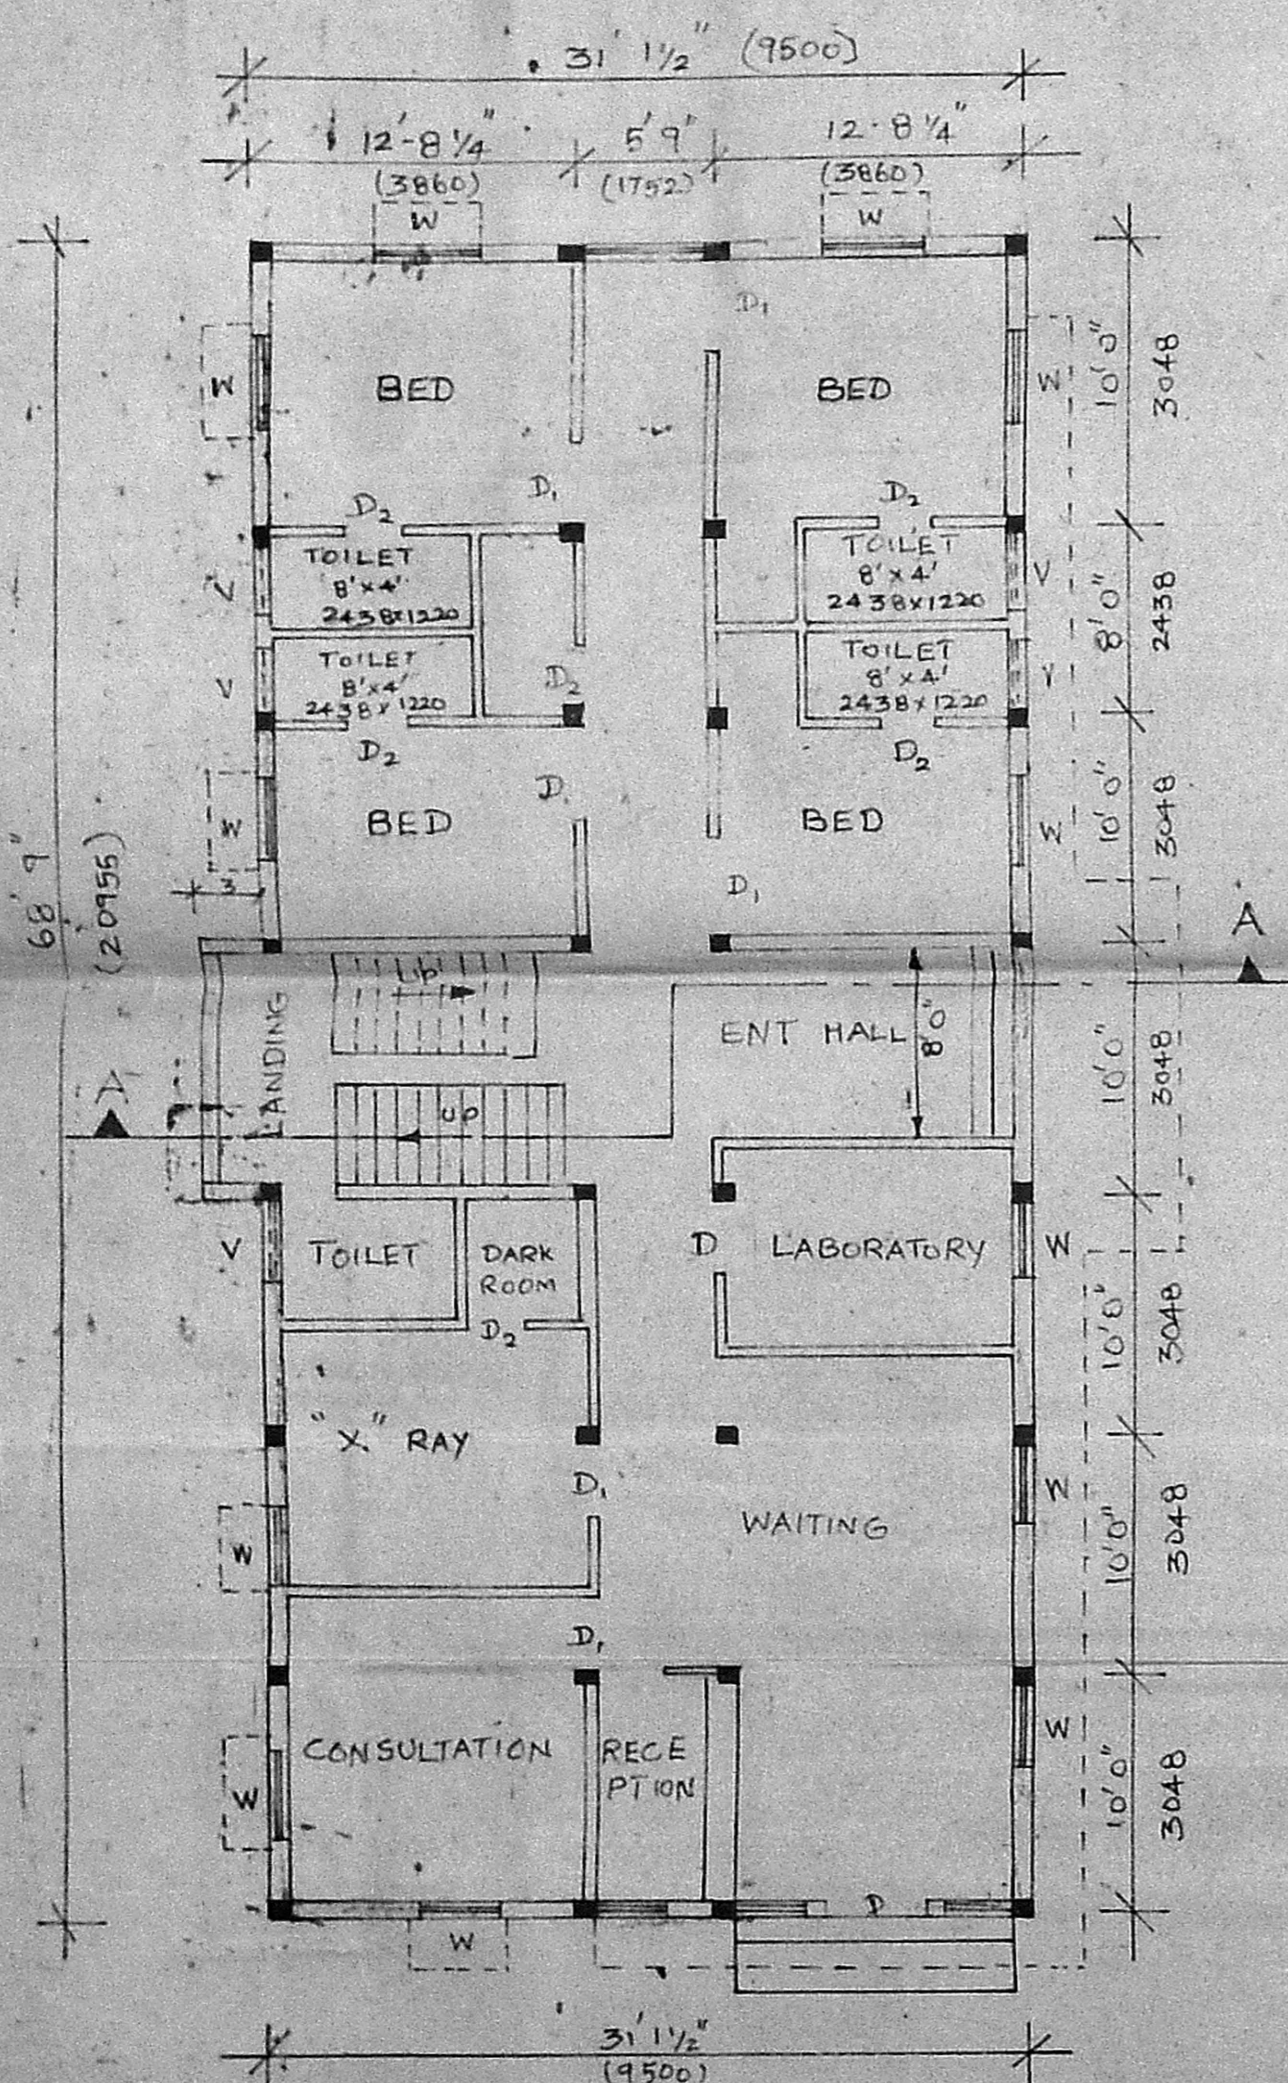 31' 1½" (9500)
12'-8¼" 5'9" 12-8¼"
(3860) (1752) (3860)
W W
D₁
W BED BED W 10'0" 3048
D₁
D₂ D₂
TOILET TOILET
8'x4' 8'x4'
2438x1220 2438x1220
V V 8'0" 2438
TOILET TOILET
8'x4' 8'x4'
2438x1220 2438x1220
V V
D₂
D₂ D₂
D.
W BED BED W 10'0" 3048
3'
D₁
68' 9"
(20955)
A
UP
LANDING ENT HALL 8'0" 10'0" 3048
A
UP
V TOILET DARK D LABORATORY W
ROOM
D₂
10'0" 3048
"X" RAY
D₁ W
WAITING
W 10'0" 3048
D₁
CONSULTATION RECE W
PTION
W 10'0" 3048
D
W
31' 1½"
(9500)